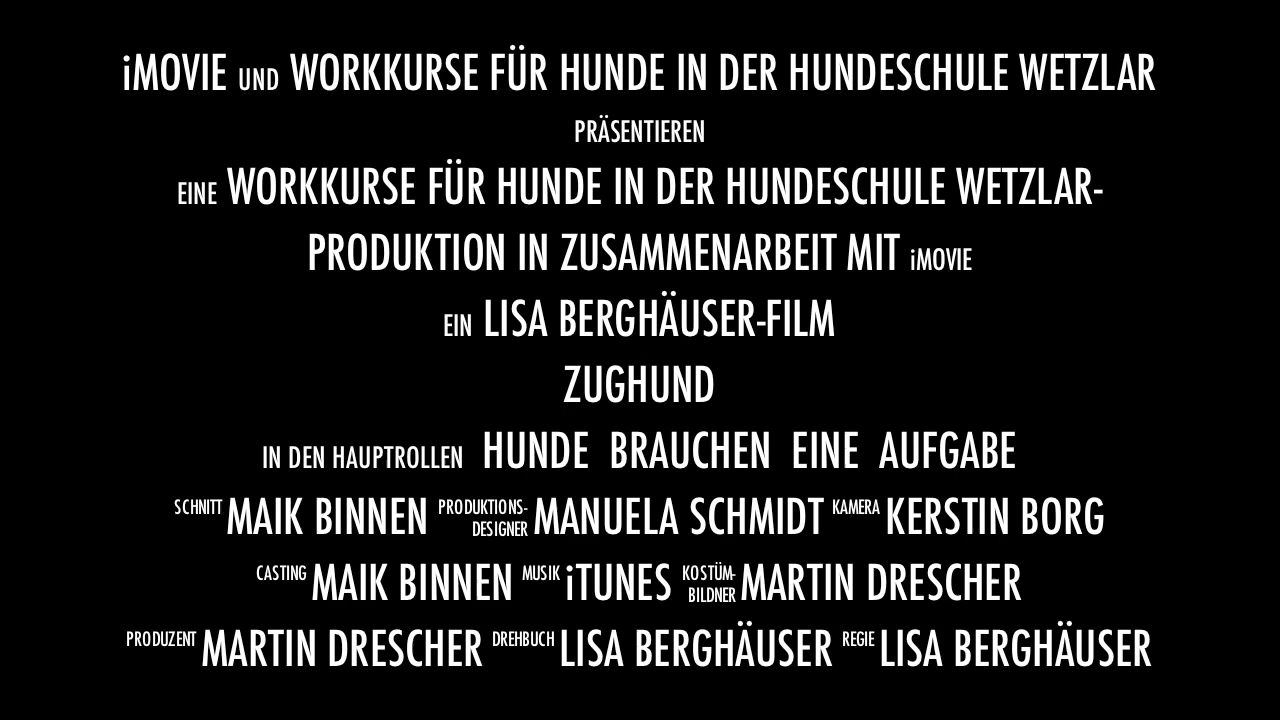 iMOVIE UND WORKKURSE FÜR HUNDE IN DER HUNDESCHULE WETZLAR
PRÄSENTIEREN
EINE WORKKURSE FÜR HUNDE IN DER HUNDESCHULE WETZLAR-
PRODUKTION IN ZUSAMMENARBEIT MIT iMOVIE
EIN LISA BERGHÄUSER-FILM
ZUGHUND
IN DEN HAUPTROLLEN HUNDE BRAUCHEN EINE AUFGABE
SCHNITT MAIK BINNEN PRODUKTIONS-DESIGNER MANUELA SCHMIDT KAMERA KERSTIN BORG
CASTING MAIK BINNEN MUSIK iTUNES KOSTÜM-BILDNER MARTIN DRESCHER
PRODUZENT MARTIN DRESCHER DREHBUCH LISA BERGHÄUSER REGIE LISA BERGHÄUSER